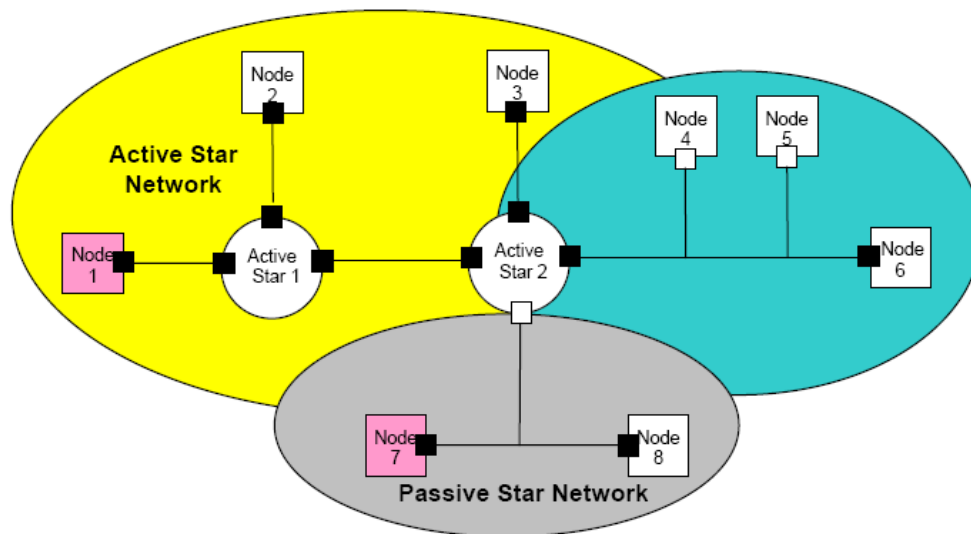 Node
2
Node
3
Node
4
Node
5
Active Star
Network
Node
1
Active
Star 1
Active
Star 2
Node
6
Node
7
Node
8
Passive Star Network